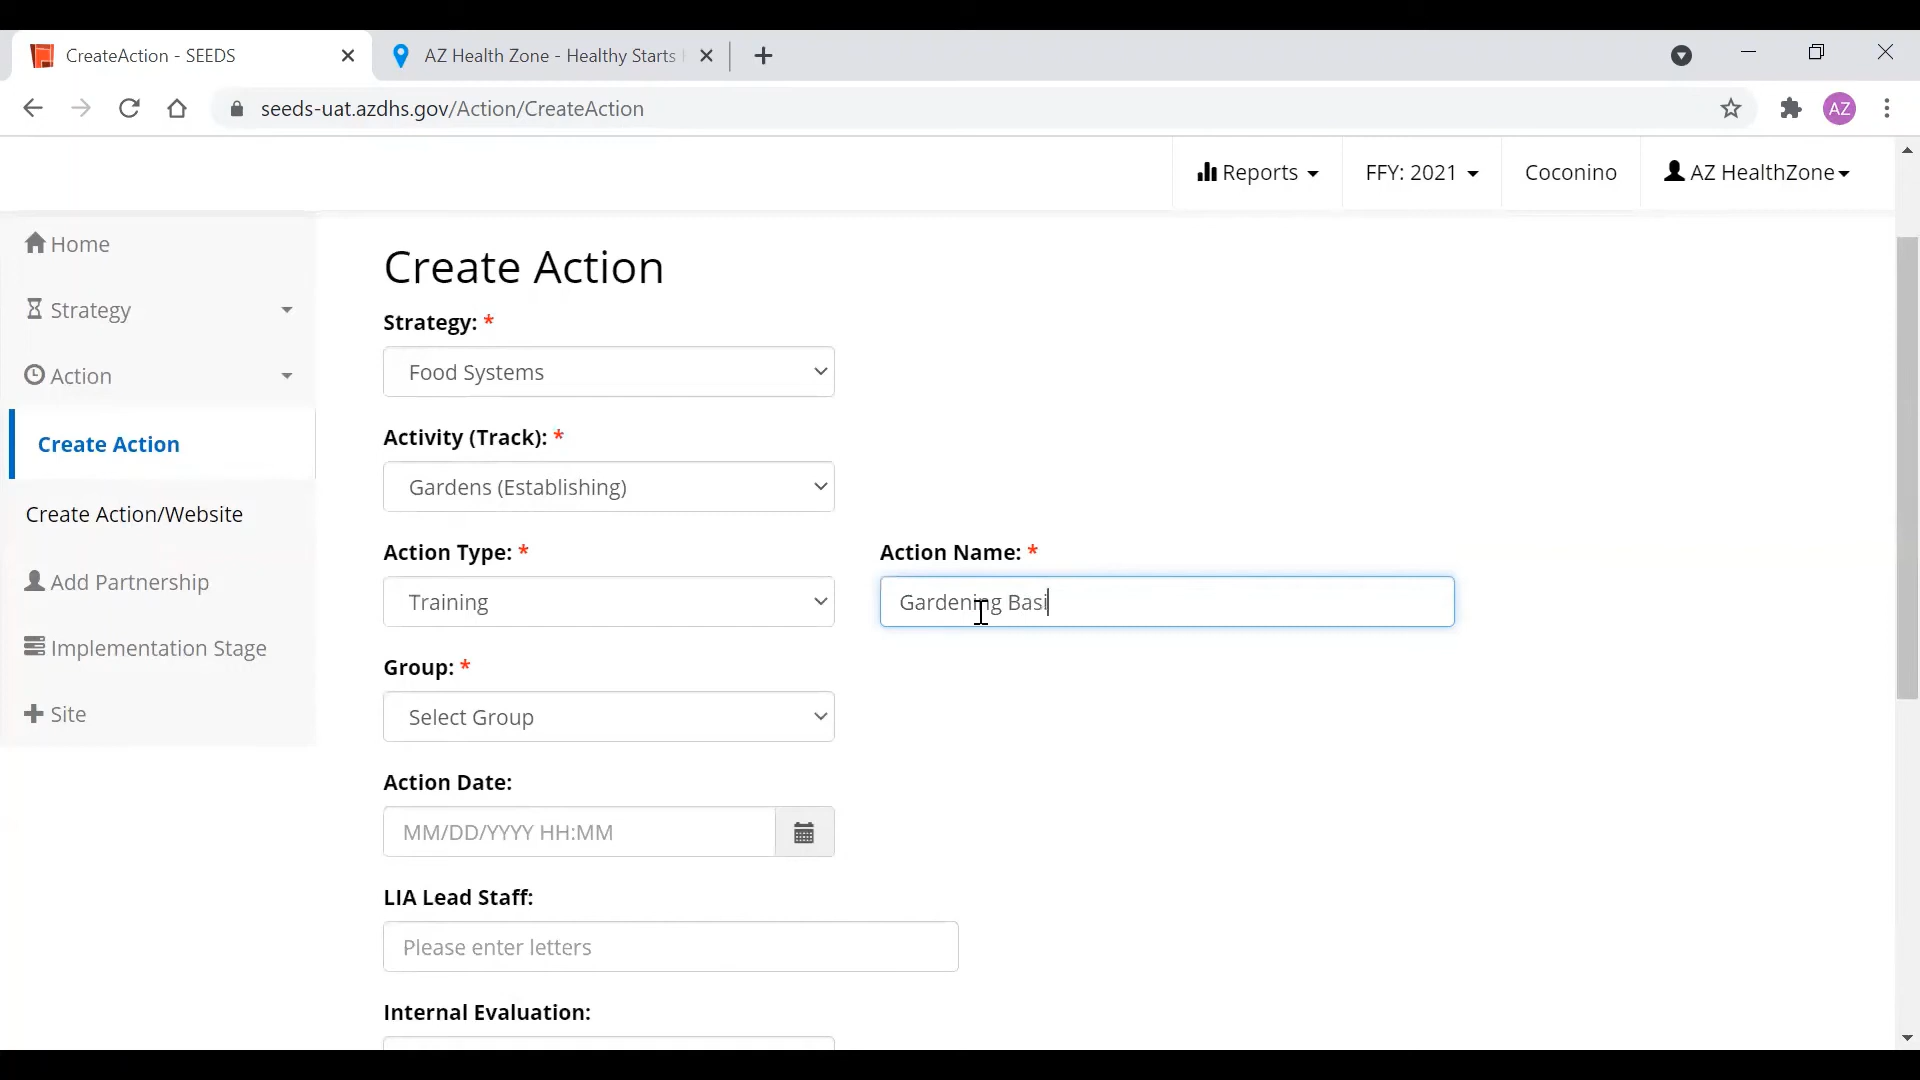 CreateAction - SEEDS
AZ Health Zone - Healthy Starts
seeds-uat.azdhs.gov/Action/CreateAction
AZ
Reports
FFY: 2021
Coconino
AZ HealthZone
Home
Strategy
Action
Create Action
Create Action/Website
Add Partnership
Implementation Stage
Site
Create Action
Strategy: *
Food Systems
Activity (Track): *
Gardens (Establishing)
Action Type: *
Training
Action Name: *
Gardening Basi
Group: *
Select Group
Action Date:
MM/DD/YYYY HH:MM
LIA Lead Staff:
Please enter letters
Internal Evaluation: